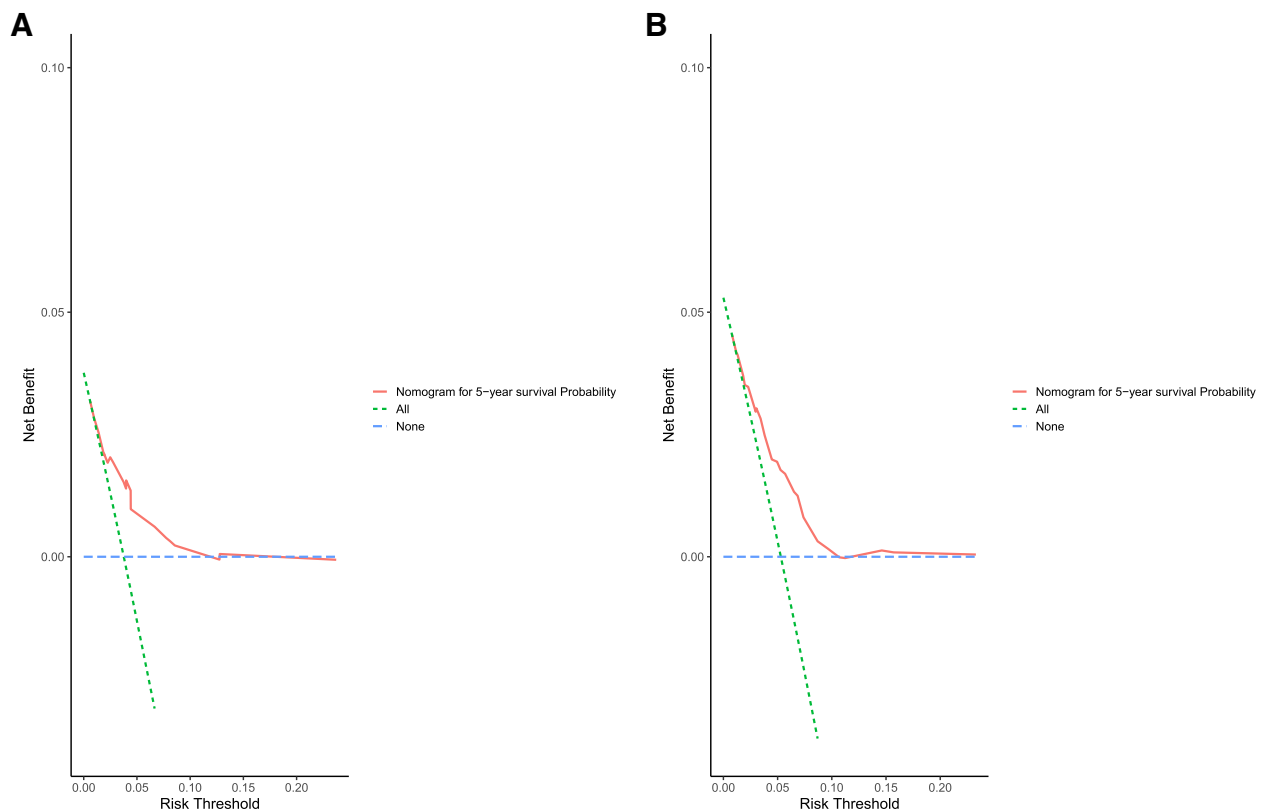 A
0.10
0.05
0.00
Net Benefit
0.00 0.05 0.10 0.15 0.20
Risk Threshold
Nomogram for 5−year survival Probability
All
None
B
0.10
0.05
0.00
Net Benefit
0.00 0.05 0.10 0.15 0.20
Risk Threshold
Nomogram for 5−year survival Probability
All
None